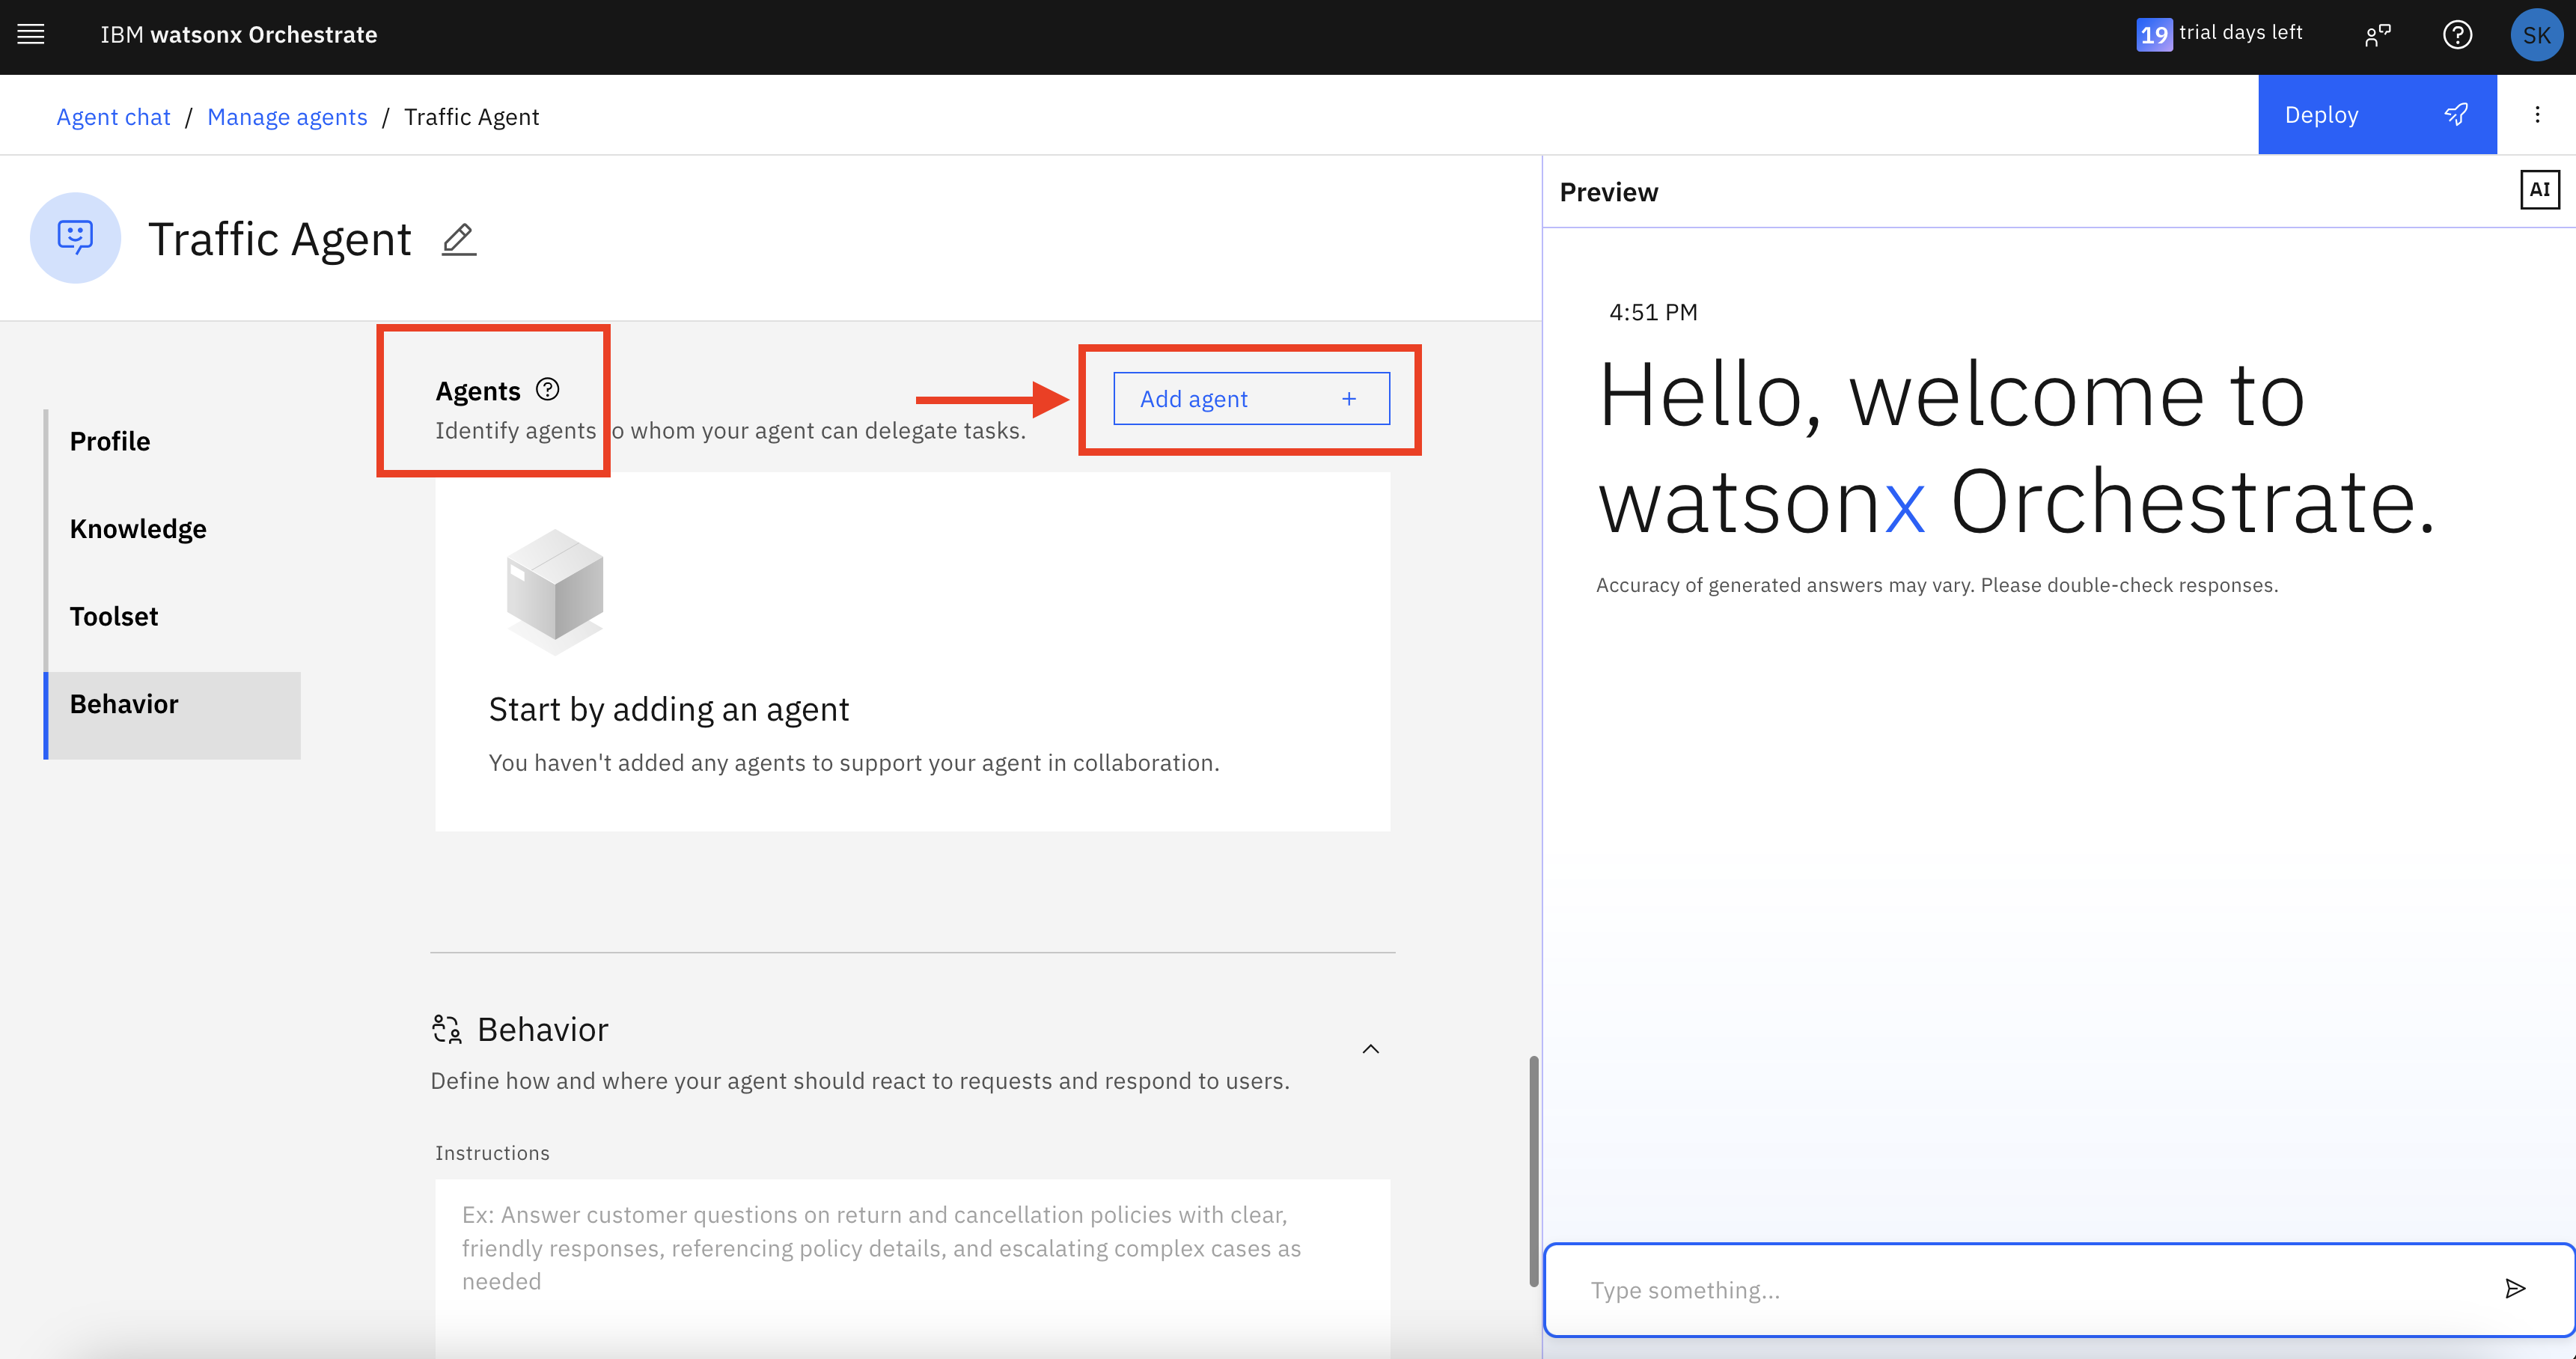 IBM watsonx Orchestrate
19 trial days left
SK
Agent chat / Manage agents / Traffic Agent
Deploy
Traffic Agent
Profile
Knowledge
Toolset
Behavior
Agents
Add agent +
Identify agents o whom your agent can delegate tasks.
Start by adding an agent
You haven't added any agents to support your agent in collaboration.
Behavior
Define how and where your agent should react to requests and respond to users.
Instructions
Ex: Answer customer questions on return and cancellation policies with clear,
friendly responses, referencing policy details, and escalating complex cases as
needed
Preview
AI
4:51 PM
Hello, welcome to
watsonx Orchestrate.
Accuracy of generated answers may vary. Please double-check responses.
Type something...